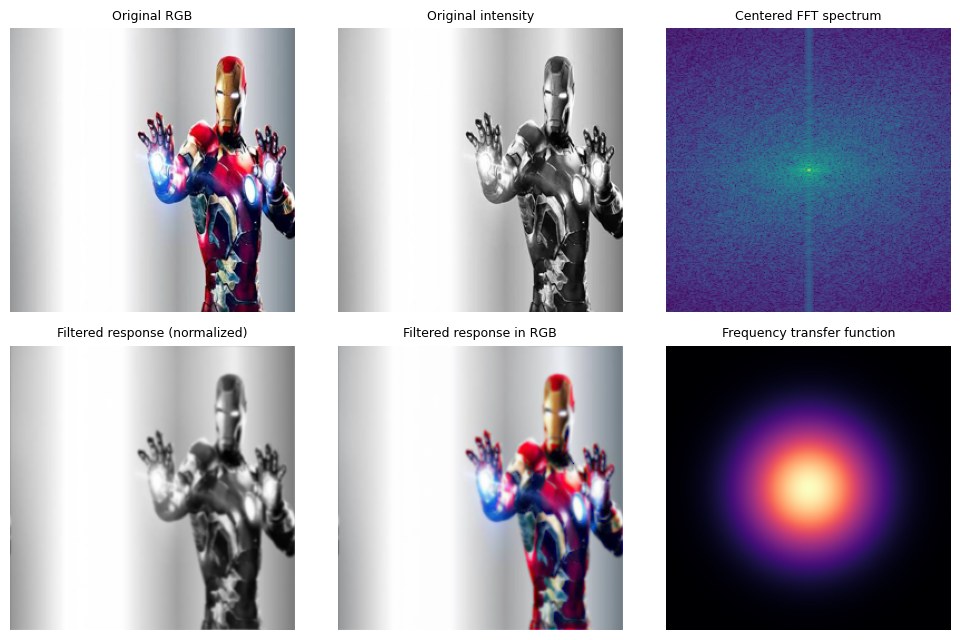 Original RGB
Original intensity
Centered FFT spectrum
Filtered response (normalized)
Filtered response in RGB
Frequency transfer function